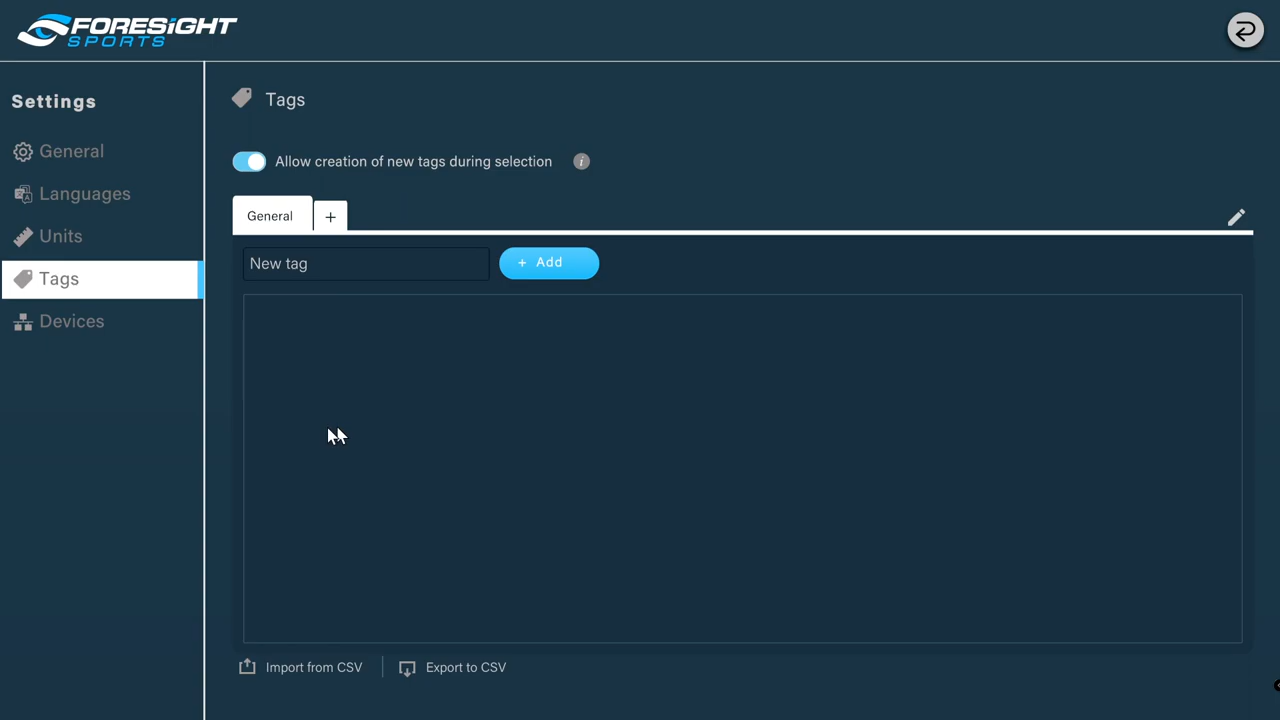 FORESIGHT
SPORTS
Settings
General
Languages
Units
Tags
Devices
Tags
Allow creation of new tags during selection
General
+
New tag
+ Add
Import from CSV
Export to CSV